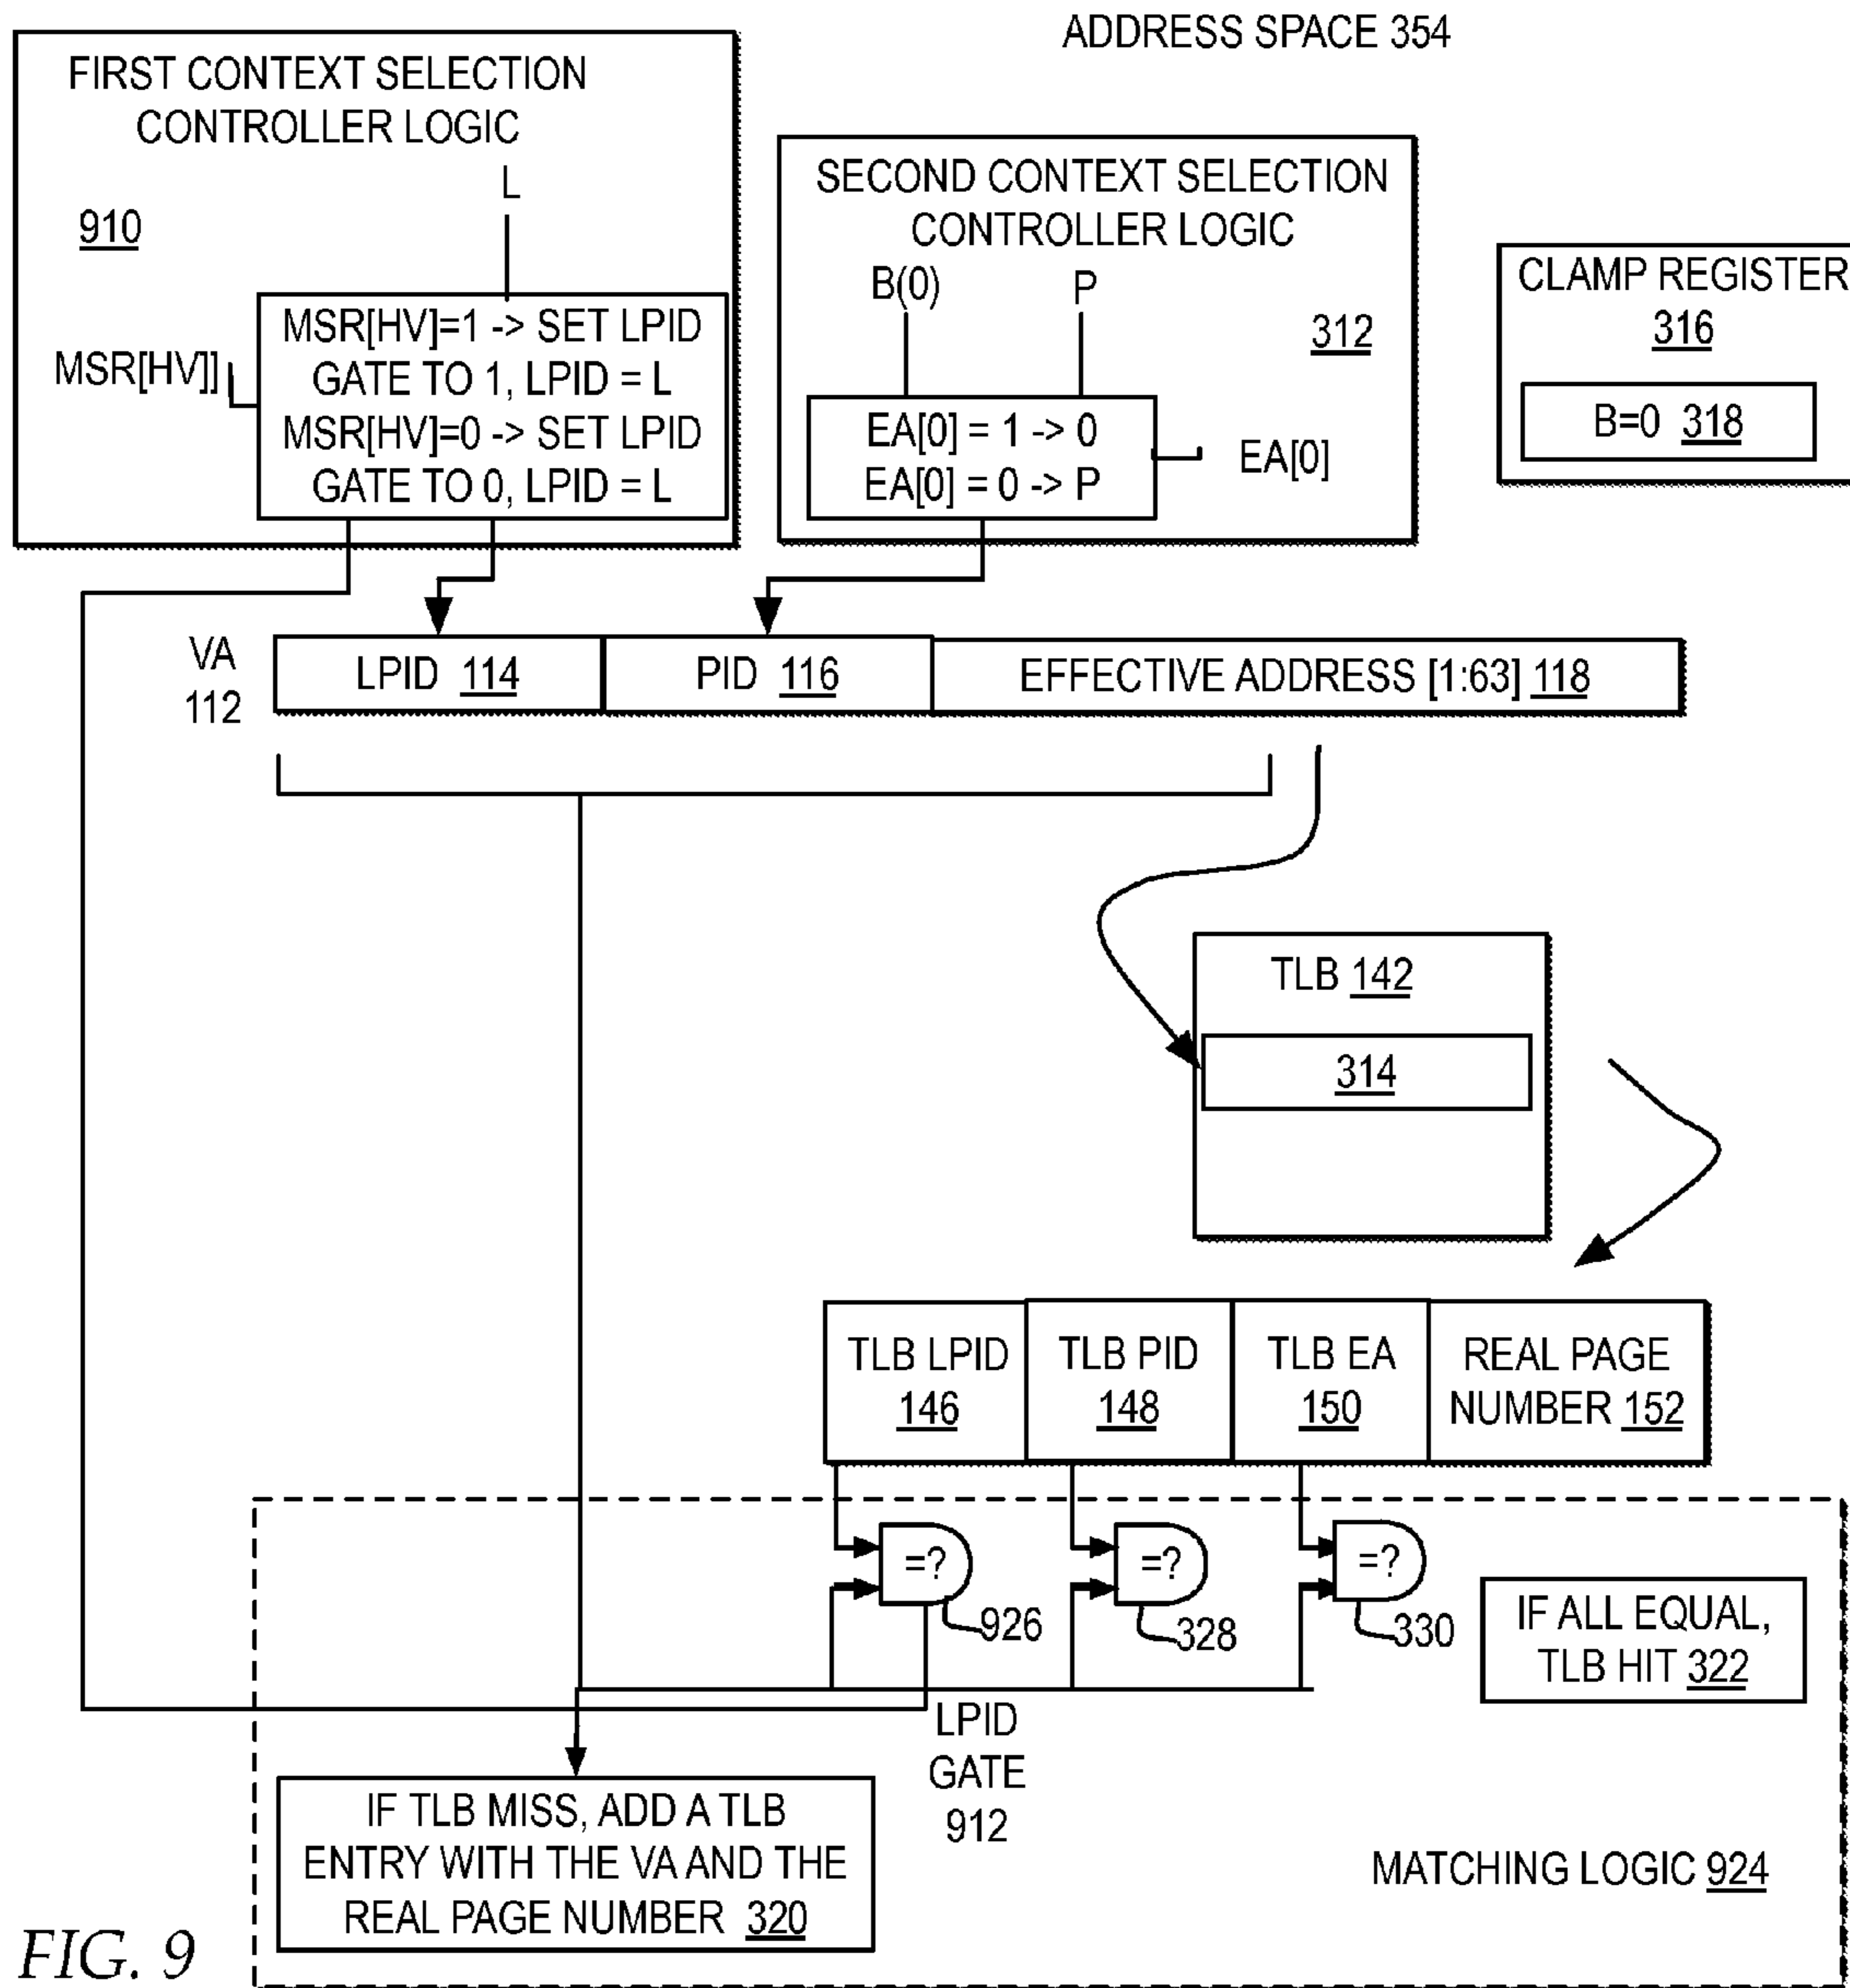 ADDRESS SPACE 354
FIRST CONTEXT SELECTION
CONTROLLER LOGIC
L
910
MSR[HV]=1 -> SET LPID
GATE TO 1, LPID = L
MSR[HV]=0 -> SET LPID
GATE TO 0, LPID = L
MSR[HV]]
SECOND CONTEXT SELECTION
CONTROLLER LOGIC
B(0)
P
312
EA[0] = 1 -> 0
EA[0] = 0 -> P
EA[0]
CLAMP REGISTER
316
B=0 318
VA
112
LPID 114
PID 116
EFFECTIVE ADDRESS [1:63] 118
TLB 142
314
TLB LPID
146
TLB PID
148
TLB EA
150
REAL PAGE
NUMBER 152
=?
=?
=?
926
328
330
IF ALL EQUAL,
TLB HIT 322
LPID
GATE
912
IF TLB MISS, ADD A TLB
ENTRY WITH THE VA AND THE
REAL PAGE NUMBER 320
MATCHING LOGIC 924
FIG. 9